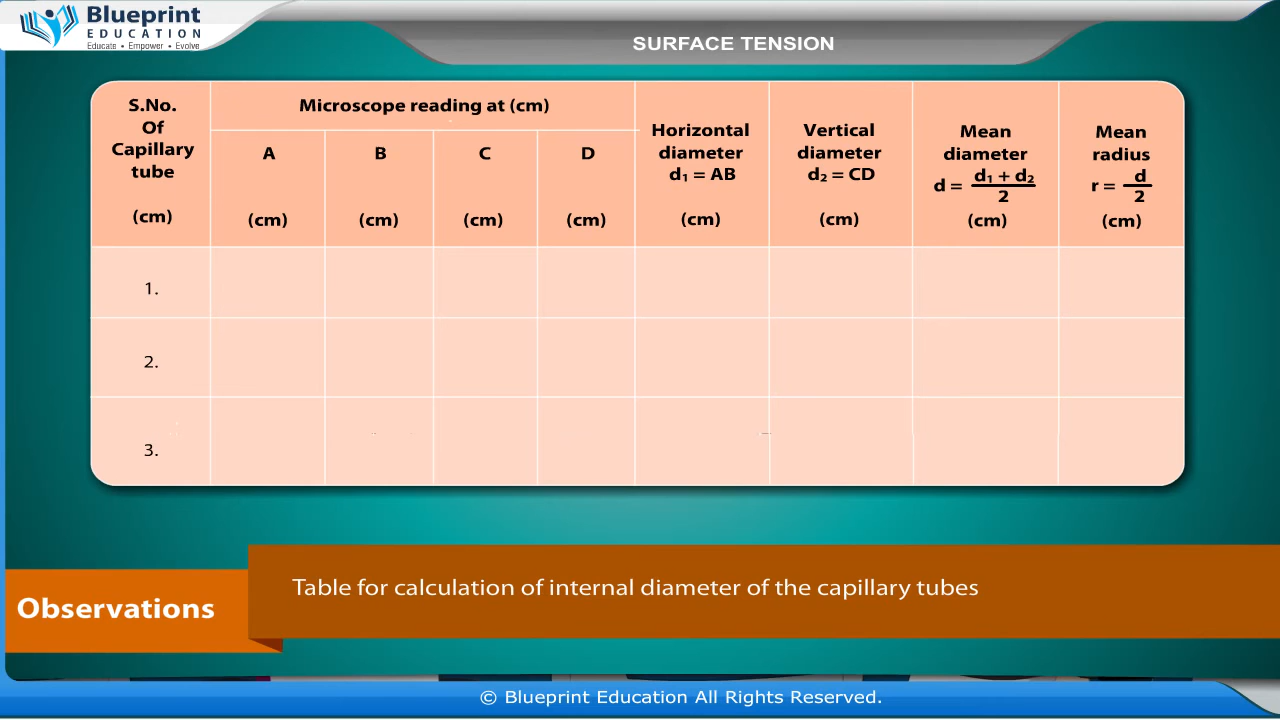 Blueprint
EDUCATION
Educate • Empower • Evolve
SURFACE TENSION
S.No.
Of
Capillary
tube
(cm)
Microscope reading at (cm)
A
(cm)
B
(cm)
C
(cm)
D
(cm)
Horizontal
diameter
d₁ = AB
(cm)
Vertical
diameter
d₂ = CD
(cm)
Mean
diameter
d = d₁ + d₂ / 2
(cm)
Mean
radius
r = d / 2
(cm)
1.
2.
3.
Table for calculation of internal diameter of the capillary tubes
Observations
© Blueprint Education All Rights Reserved.